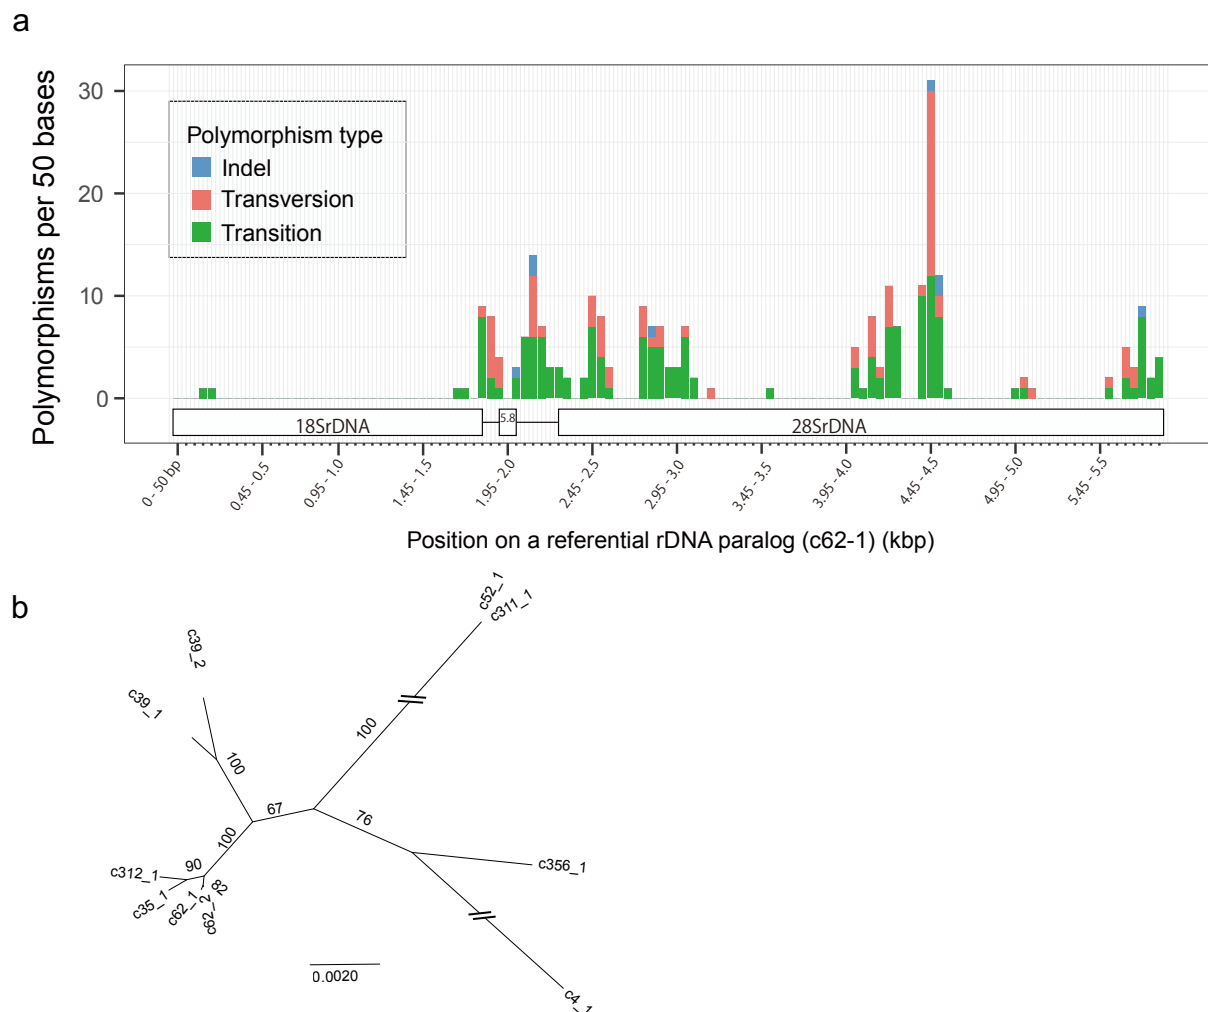 a
Polymorphisms per 50 bases
30
20
10
0
Polymorphism type
Indel
Transversion
Transition
18SrDNA
5.8
28SrDNA
0 - 50 bp
0.45 - 0.5
0.95 - 1.0
1.45 - 1.5
1.95 - 2.0
2.45 - 2.5
2.95 - 3.0
3.45 - 3.5
3.95 - 4.0
4.45 - 4.5
4.95 - 5.0
5.45 - 5.5
Position on a referential rDNA paralog (c62-1) (kbp)
b
c52_1
c311_1
c39_2
c39_1
100
100
67
76
100
90
82
c312_1
c35_1
c62_1
c62_2
c356_1
c4_1
0.0020